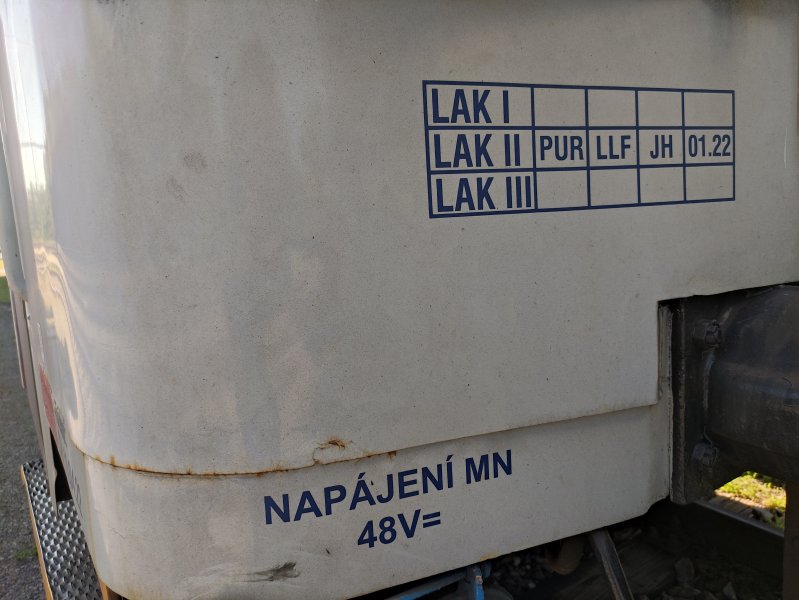 LAK I
LAK II PUR LLF JH 01.22
LAK III
NAPÁJENÍ MN
48V=